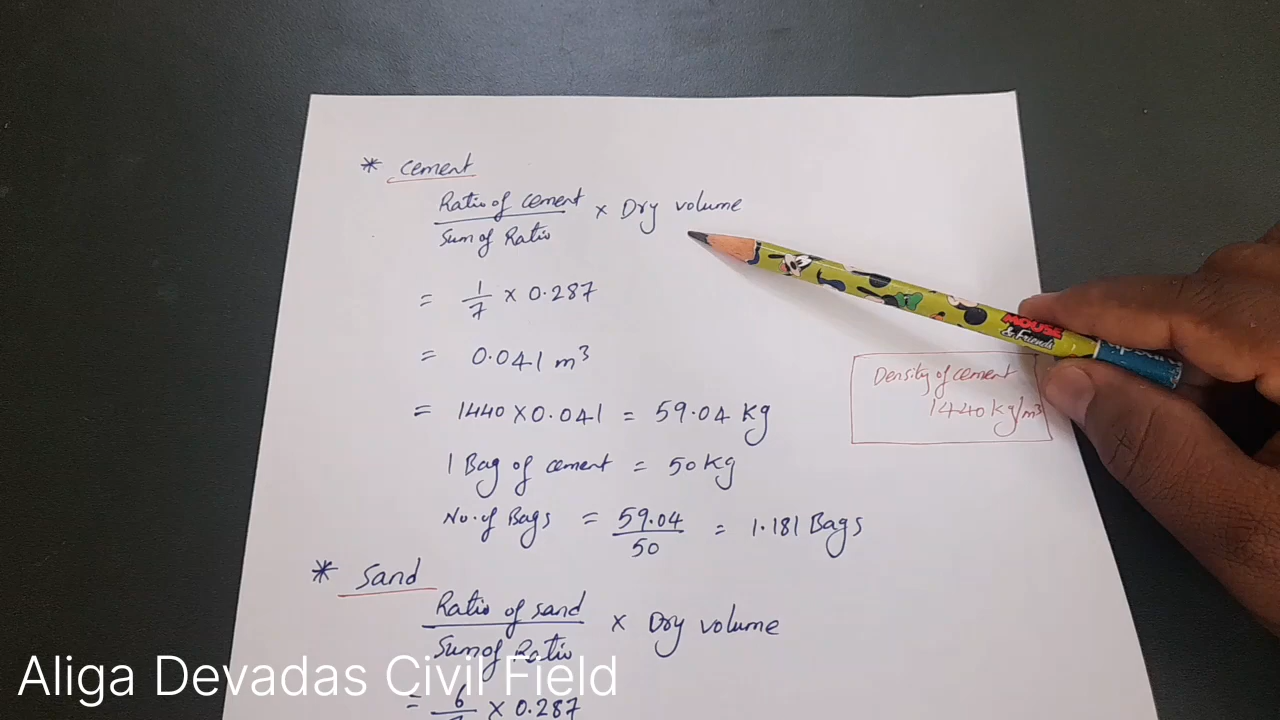 * Cement
Ratio of cement / Sum of Ratio × Dry volume
= 1/7 × 0.287
= 0.041 m³
= 1440 × 0.041 = 59.04 Kg
1 Bag of cement = 50 Kg
No. of Bags = 59.04 / 50 = 1.181 Bags
Density of cement
1440 kg/m³
MOUSE
& Friends
* Sand
Ratio of sand / Sum of Ratio × Dry volume
= 6/7 × 0.287
Aliga Devadas Civil Field